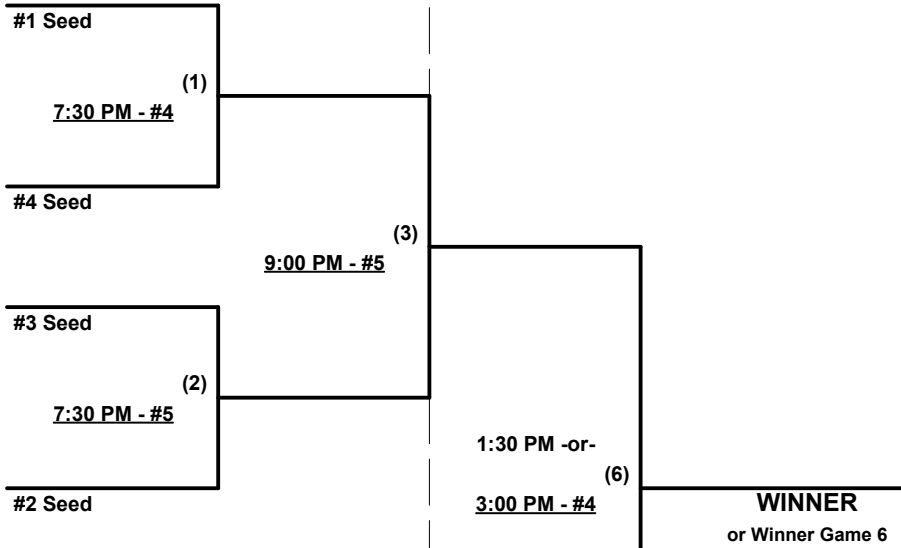 #1 Seed
(1)
7:30 PM - #4
#4 Seed
(3)
9:00 PM - #5
#3 Seed
(2)
7:30 PM - #5
#2 Seed
1:30 PM -or-
(6)
3:00 PM - #4
WINNER
or Winner Game 6